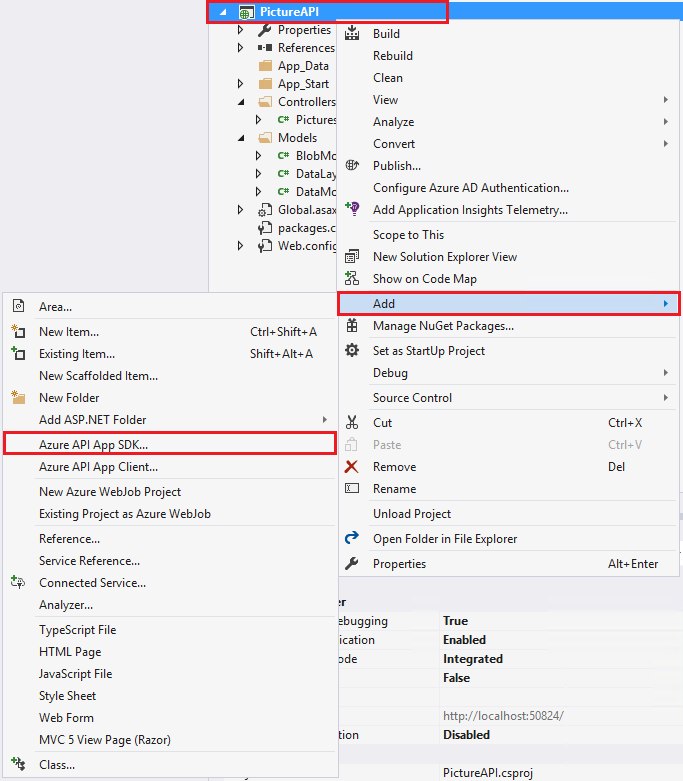 PictureAPI
Properties
References
App_Data
App_Start
Controllers
C# Pictures
Models
C# BlobMo
C# DataLay
C# DataMo
Global.asax
packages.c
Web.config
Build
Rebuild
Clean
View
Analyze
Convert
Publish...
Configure Azure AD Authentication...
Add Application Insights Telemetry...
Scope to This
New Solution Explorer View
Show on Code Map
Add
Manage NuGet Packages...
Set as StartUp Project
Debug
Source Control
Cut Ctrl+X
Paste Ctrl+V
Remove Del
Rename
Unload Project
Open Folder in File Explorer
Properties Alt+Enter
Area...
New Item... Ctrl+Shift+A
Existing Item... Shift+Alt+A
New Scaffolded Item...
New Folder
Add ASP.NET Folder
Azure API App SDK...
Azure API App Client...
New Azure WebJob Project
Existing Project as Azure WebJob
Reference...
Service Reference...
Connected Service...
Analyzer...
TypeScript File
HTML Page
JavaScript File
Style Sheet
Web Form
MVC 5 View Page (Razor)
Class...
er
ebugging True
ication Enabled
ode Integrated
False
http://localhost:50824/
tion Disabled
PictureAPI.csproj